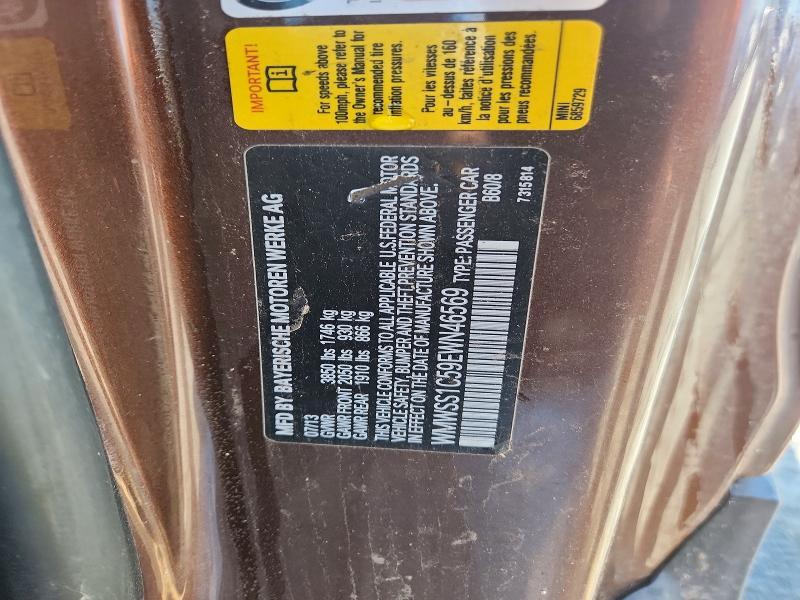 IMPORTANT!
For speeds above
100mph, please refer to
the Owner's Manual for
recommended tire
inflation pressures.
Pour les vitesses
au - dessus de 160
km/h, faites référence à
la notice d'utilisation
pour les pressions des
pneus recommandées.
MINI
6859729
MFD BY BAYERISCHE MOTOREN WERKE AG
07/13
GVWR 3850 lbs 1746 kg
GAWR FRONT 2050 lbs 930 kg
GAWR REAR 1910 lbs 866 kg
THIS VEHICLE CONFORMS TO ALL APPLICABLE U.S.FEDERAL MOTOR
VEHICLE SAFETY, BUMPER AND THEFT PREVENTION STANDARDS
IN EFFECT ON THE DATE OF MANUFACTURE SHOWN ABOVE.
WMWSS1C59EWN46569 TYPE: PASSENGER CAR
B60/8
7315814